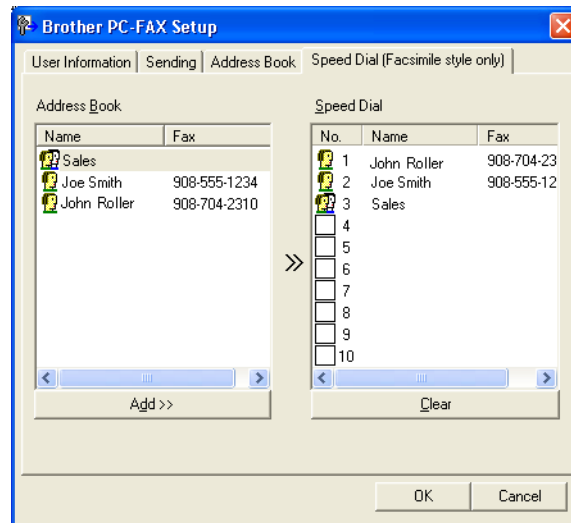 Brother PC-FAX Setup
User Information Sending Address Book Speed Dial (Facsimile style only)
Address Book
Name Fax
Sales
Joe Smith 908-555-1234
John Roller 908-704-2310
Add >>
Speed Dial
No. Name Fax
1 John Roller 908-704-23
2 Joe Smith 908-555-12
3 Sales
4
5
6
7
8
9
10
Clear
OK Cancel